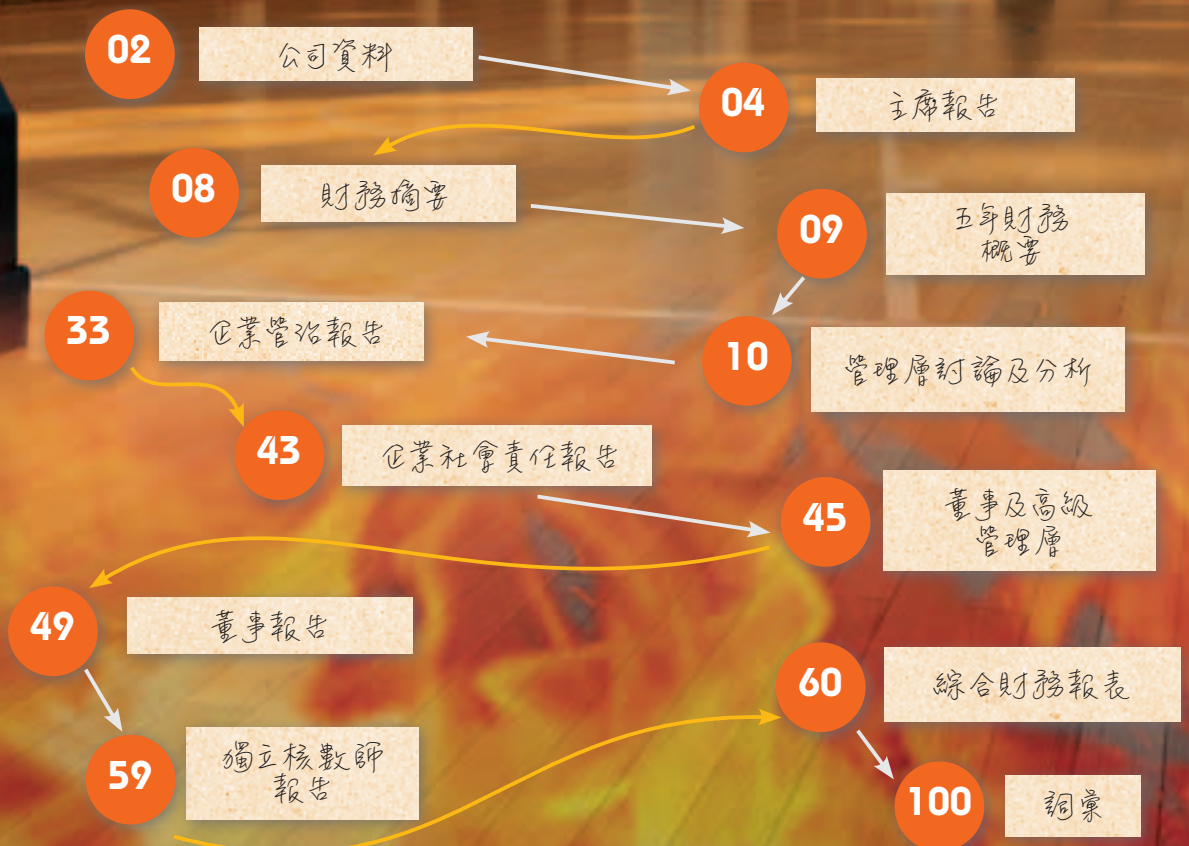 02
公司資料
04
主席報告
08
財務摘要
09
五年財務
概要
10
管理層討論及分析
33
企業管治報告
43
企業社會責任報告
45
董事及高級
管理層
49
董事報告
59
獨立核數師
報告
60
綜合財務報表
100
詞彙